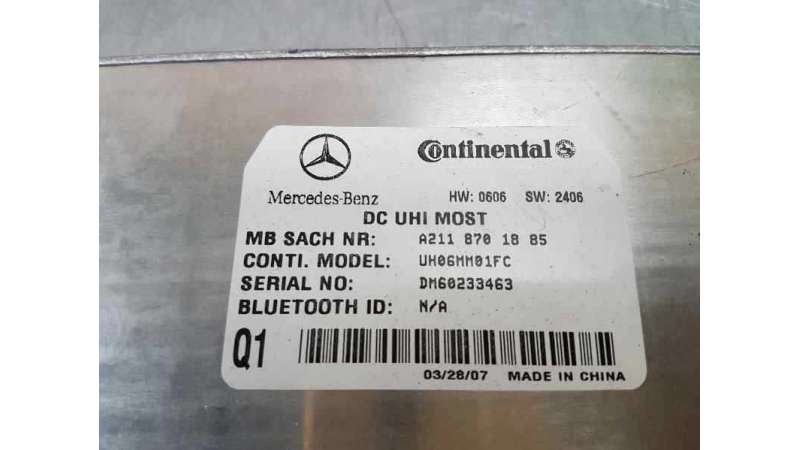 Continental
Mercedes-Benz HW: 0606 SW: 2406
DC UHI MOST
MB SACH NR: A211 870 18 85
CONTI. MODEL: UH06MM01FC
SERIAL NO: DM60233463
BLUETOOTH ID: N/A
Q1
03/28/07 MADE IN CHINA